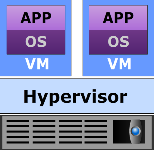 APP APP
OS OS
VM VM
Hypervisor